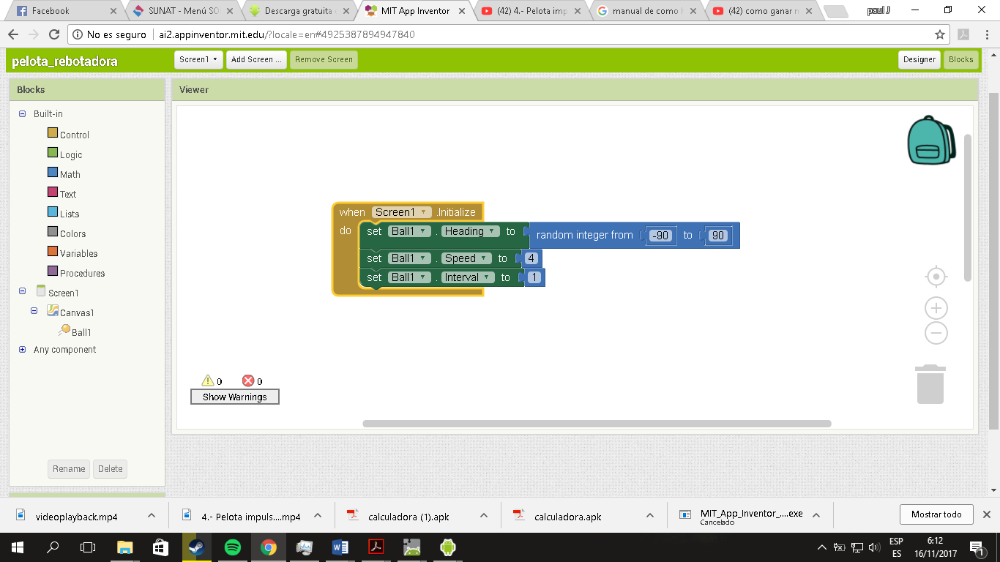 Facebook
SUNAT - Menú SO
Descarga gratuita
MIT App Inventor
(42) 4.- Pelota imp
manual de como
(42) como ganar
paul J
No es seguro | ai2.appinventor.mit.edu/?locale=en#4925387894947840
pelota_rebotadora
Screen1
Add Screen ...
Remove Screen
Designer
Blocks
Blocks
Viewer
Built-in
Control
Logic
Math
Text
Lists
Colors
Variables
Procedures
Screen1
Canvas1
Ball1
Any component
Rename
Delete
when Screen1 .Initialize
do set Ball1 . Heading to random integer from -90 to 90
set Ball1 . Speed to 4
set Ball1 . Interval to 1
0 0
Show Warnings
videoplayback.mp4
4.- Pelota impuls....mp4
calculadora (1).apk
calculadora.apk
MIT_App_Inventor_....exe
Cancelado
Mostrar todo
ESP
ES
6:12
16/11/2017
1